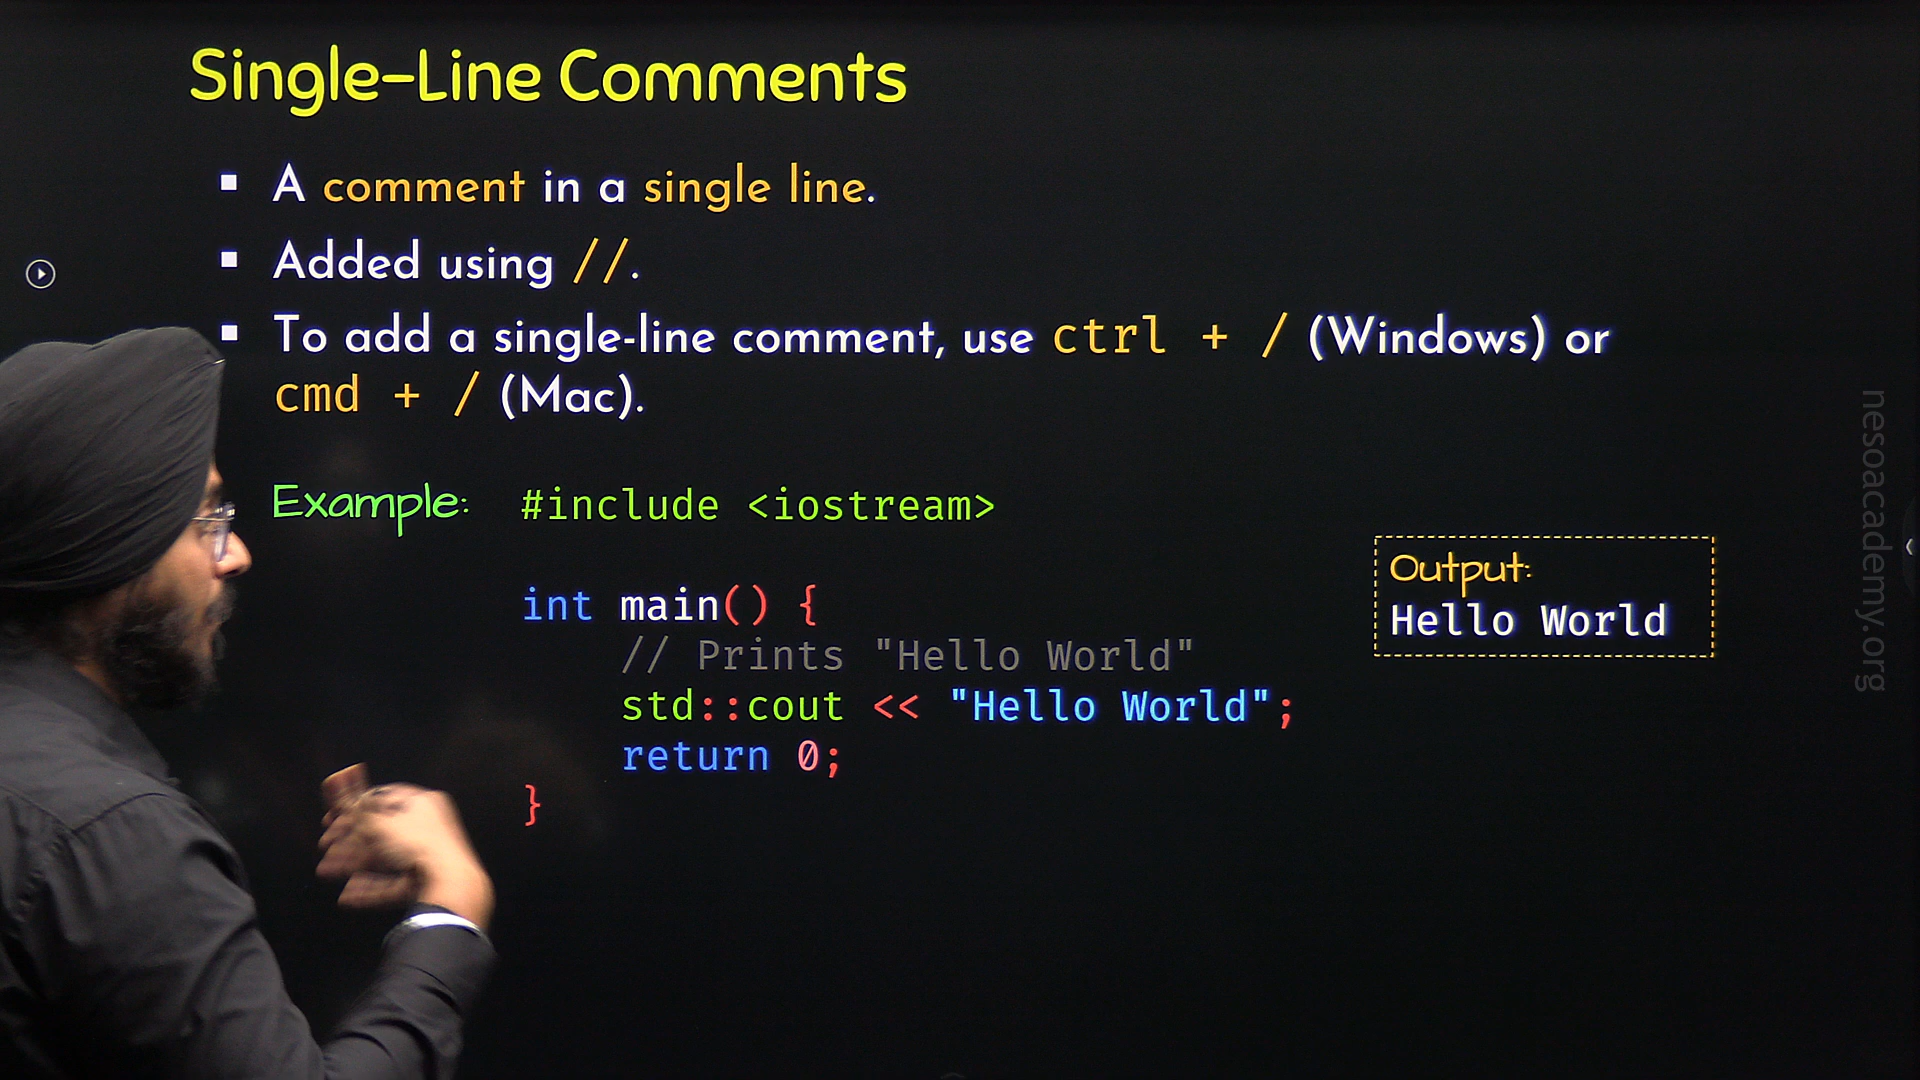 Single-Line Comments
▪ A comment in a single line.
▪ Added using //.
▪ To add a single-line comment, use ctrl + / (Windows) or
cmd + / (Mac).
Example:
#include <iostream>
int main() {
    // Prints "Hello World"
    std::cout << "Hello World";
    return 0;
}
Output:
Hello World
nesoacademy.org